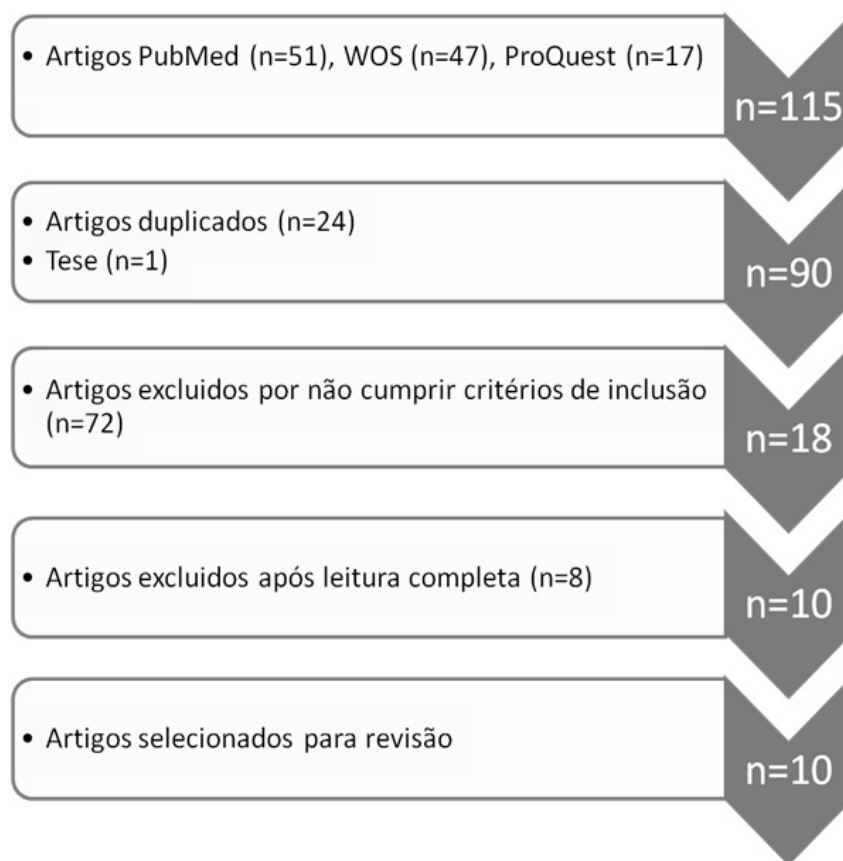 • Artigos PubMed (n=51), WOS (n=47), ProQuest (n=17)
n=115
• Artigos duplicados (n=24)
• Tese (n=1)
n=90
• Artigos excluidos por não cumprir critérios de inclusão
(n=72)
n=18
• Artigos excluidos após leitura completa (n=8)
n=10
• Artigos selecionados para revisão
n=10